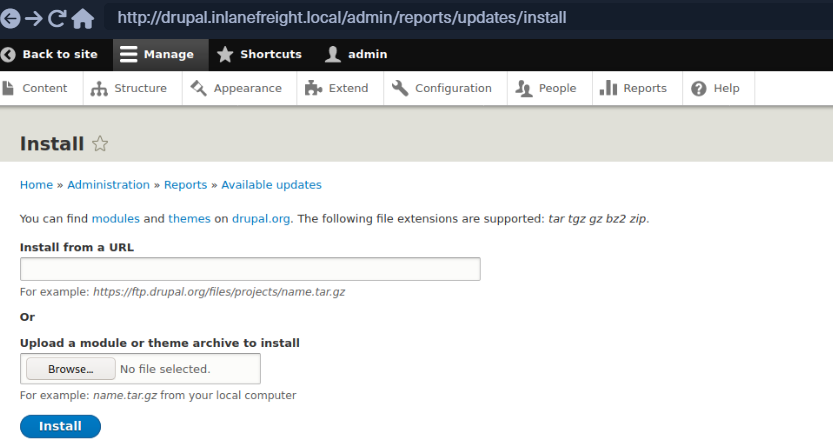 http://drupal.inlanefreight.local/admin/reports/updates/install
Back to site Manage Shortcuts admin
Content Structure Appearance Extend Configuration People Reports Help
Install
Home » Administration » Reports » Available updates
You can find modules and themes on drupal.org. The following file extensions are supported: tar tgz gz bz2 zip.
Install from a URL
For example: https://ftp.drupal.org/files/projects/name.tar.gz
Or
Upload a module or theme archive to install
Browse... No file selected.
For example: name.tar.gz from your local computer
Install